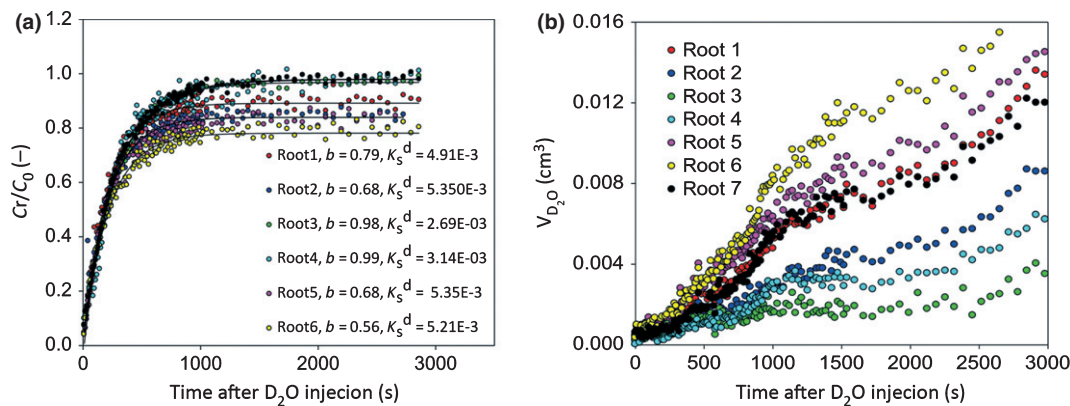 (a)
1.2
1.0
0.8
0.6
0.4
0.2
0.0
Cr/C0 (–)
Root1, b = 0.79, Ksd = 4.91E-3
Root2, b = 0.68, Ksd = 5.350E-3
Root3, b = 0.98, Ksd = 2.69E-03
Root4, b = 0.99, Ksd = 3.14E-03
Root5, b = 0.68, Ksd = 5.35E-3
Root6, b = 0.56, Ksd = 5.21E-3
0 1000 2000 3000
Time after D2O injecion (s)
(b)
0.016
0.012
0.008
0.004
0.000
VD2O (cm3)
Root 1
Root 2
Root 3
Root 4
Root 5
Root 6
Root 7
0 500 1000 1500 2000 2500 3000
Time after D2O injecion (s)